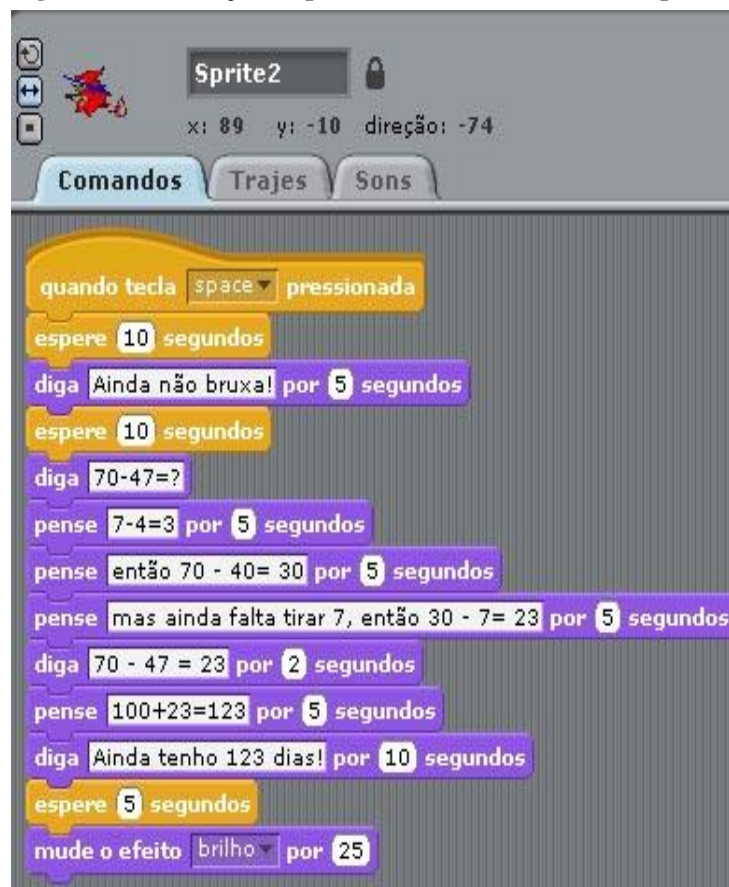 Sprite2
x: 89 y: -10 direção: -74
Comandos Trajes Sons
quando tecla space pressionada
espere 10 segundos
diga Ainda não bruxa! por 5 segundos
espere 10 segundos
diga 70-47=?
pense 7-4=3 por 5 segundos
pense então 70 - 40= 30 por 5 segundos
pense mas ainda falta tirar 7, então 30 - 7= 23 por 5 segundos
diga 70 - 47 = 23 por 2 segundos
pense 100+23=123 por 5 segundos
diga Ainda tenho 123 dias! por 10 segundos
espere 5 segundos
mude o efeito brilho por 25